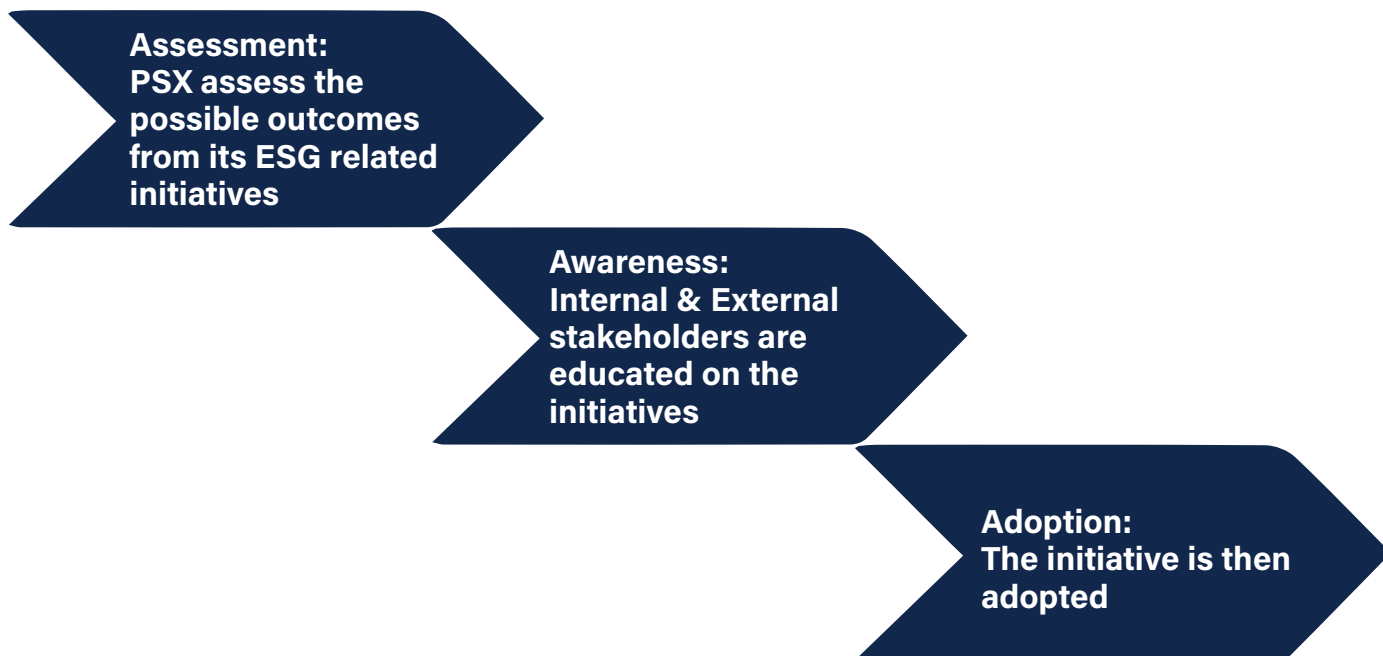 Assessment:
PSX assess the
possible outcomes
from its ESG related
initiatives
Awareness:
Internal & External
stakeholders are
educated on the
initiatives
Adoption:
The initiative is then
adopted